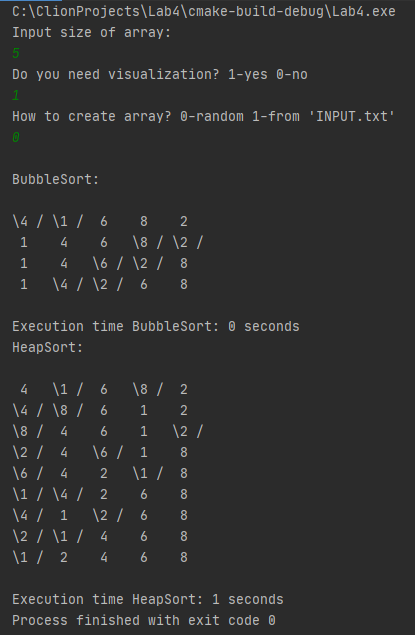 C:\ClionProjects\Lab4\cmake-build-debug\Lab4.exe
Input size of array:
5
Do you need visualization? 1-yes 0-no
1
How to create array? 0-random 1-from 'INPUT.txt'
0
BubbleSort:
\4 / \1 /  6    8    2
 1    4    6   \8 / \2 /
 1    4   \6 / \2 /  8
 1   \4 / \2 /  6    8
Execution time BubbleSort: 0 seconds
HeapSort:
 4   \1 /  6   \8 /  2
\4 / \8 /  6    1    2
\8 /  4    6    1   \2 /
\2 /  4   \6 /  1    8
\6 /  4    2   \1 /  8
\1 / \4 /  2    6    8
\4 /  1   \2 /  6    8
\2 / \1 /  4    6    8
\1 /  2    4    6    8
Execution time HeapSort: 1 seconds
Process finished with exit code 0